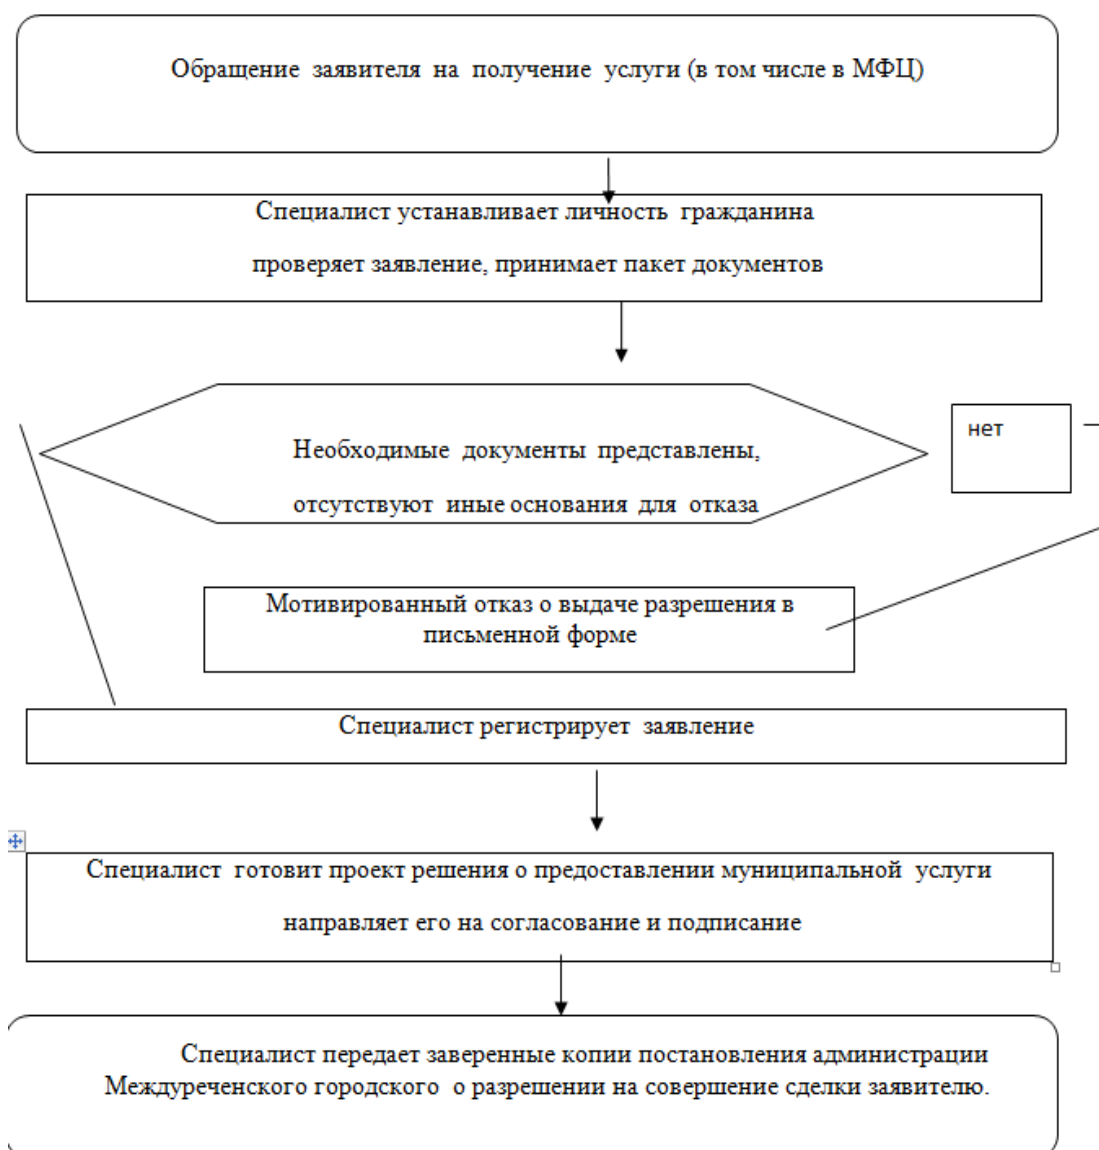 Обращение заявителя на получение услуги (в том числе в МФЦ)
Специалист устанавливает личность гражданина
проверяет заявление, принимает пакет документов
Необходимые документы представлены,
отсутствуют иные основания для отказа
нет
Мотивированный отказ о выдаче разрешения в
письменной форме
Специалист регистрирует заявление
Специалист готовит проект решения о предоставлении муниципальной услуги
направляет его на согласование и подписание
Специалист передает заверенные копии постановления администрации
Междуреченского городского о разрешении на совершение сделки заявителю.